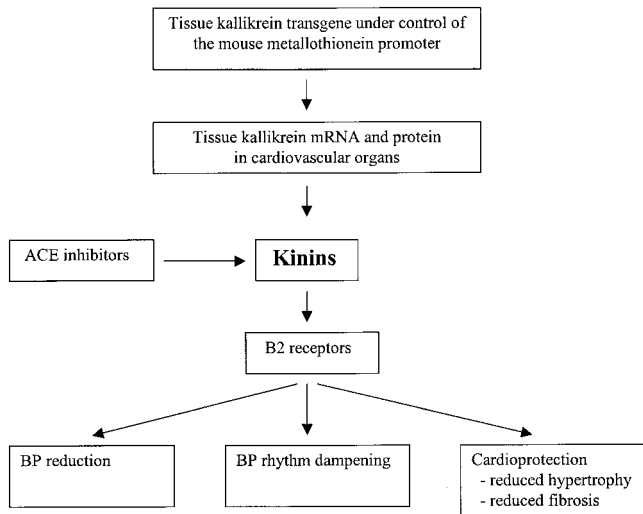 Tissue kallikrein transgene under control of
the mouse metallothionein promoter
Tissue kallikrein mRNA and protein
in cardiovascular organs
ACE inhibitors
Kinins
B2 receptors
BP reduction
BP rhythm dampening
Cardioprotection
- reduced hypertrophy
- reduced fibrosis